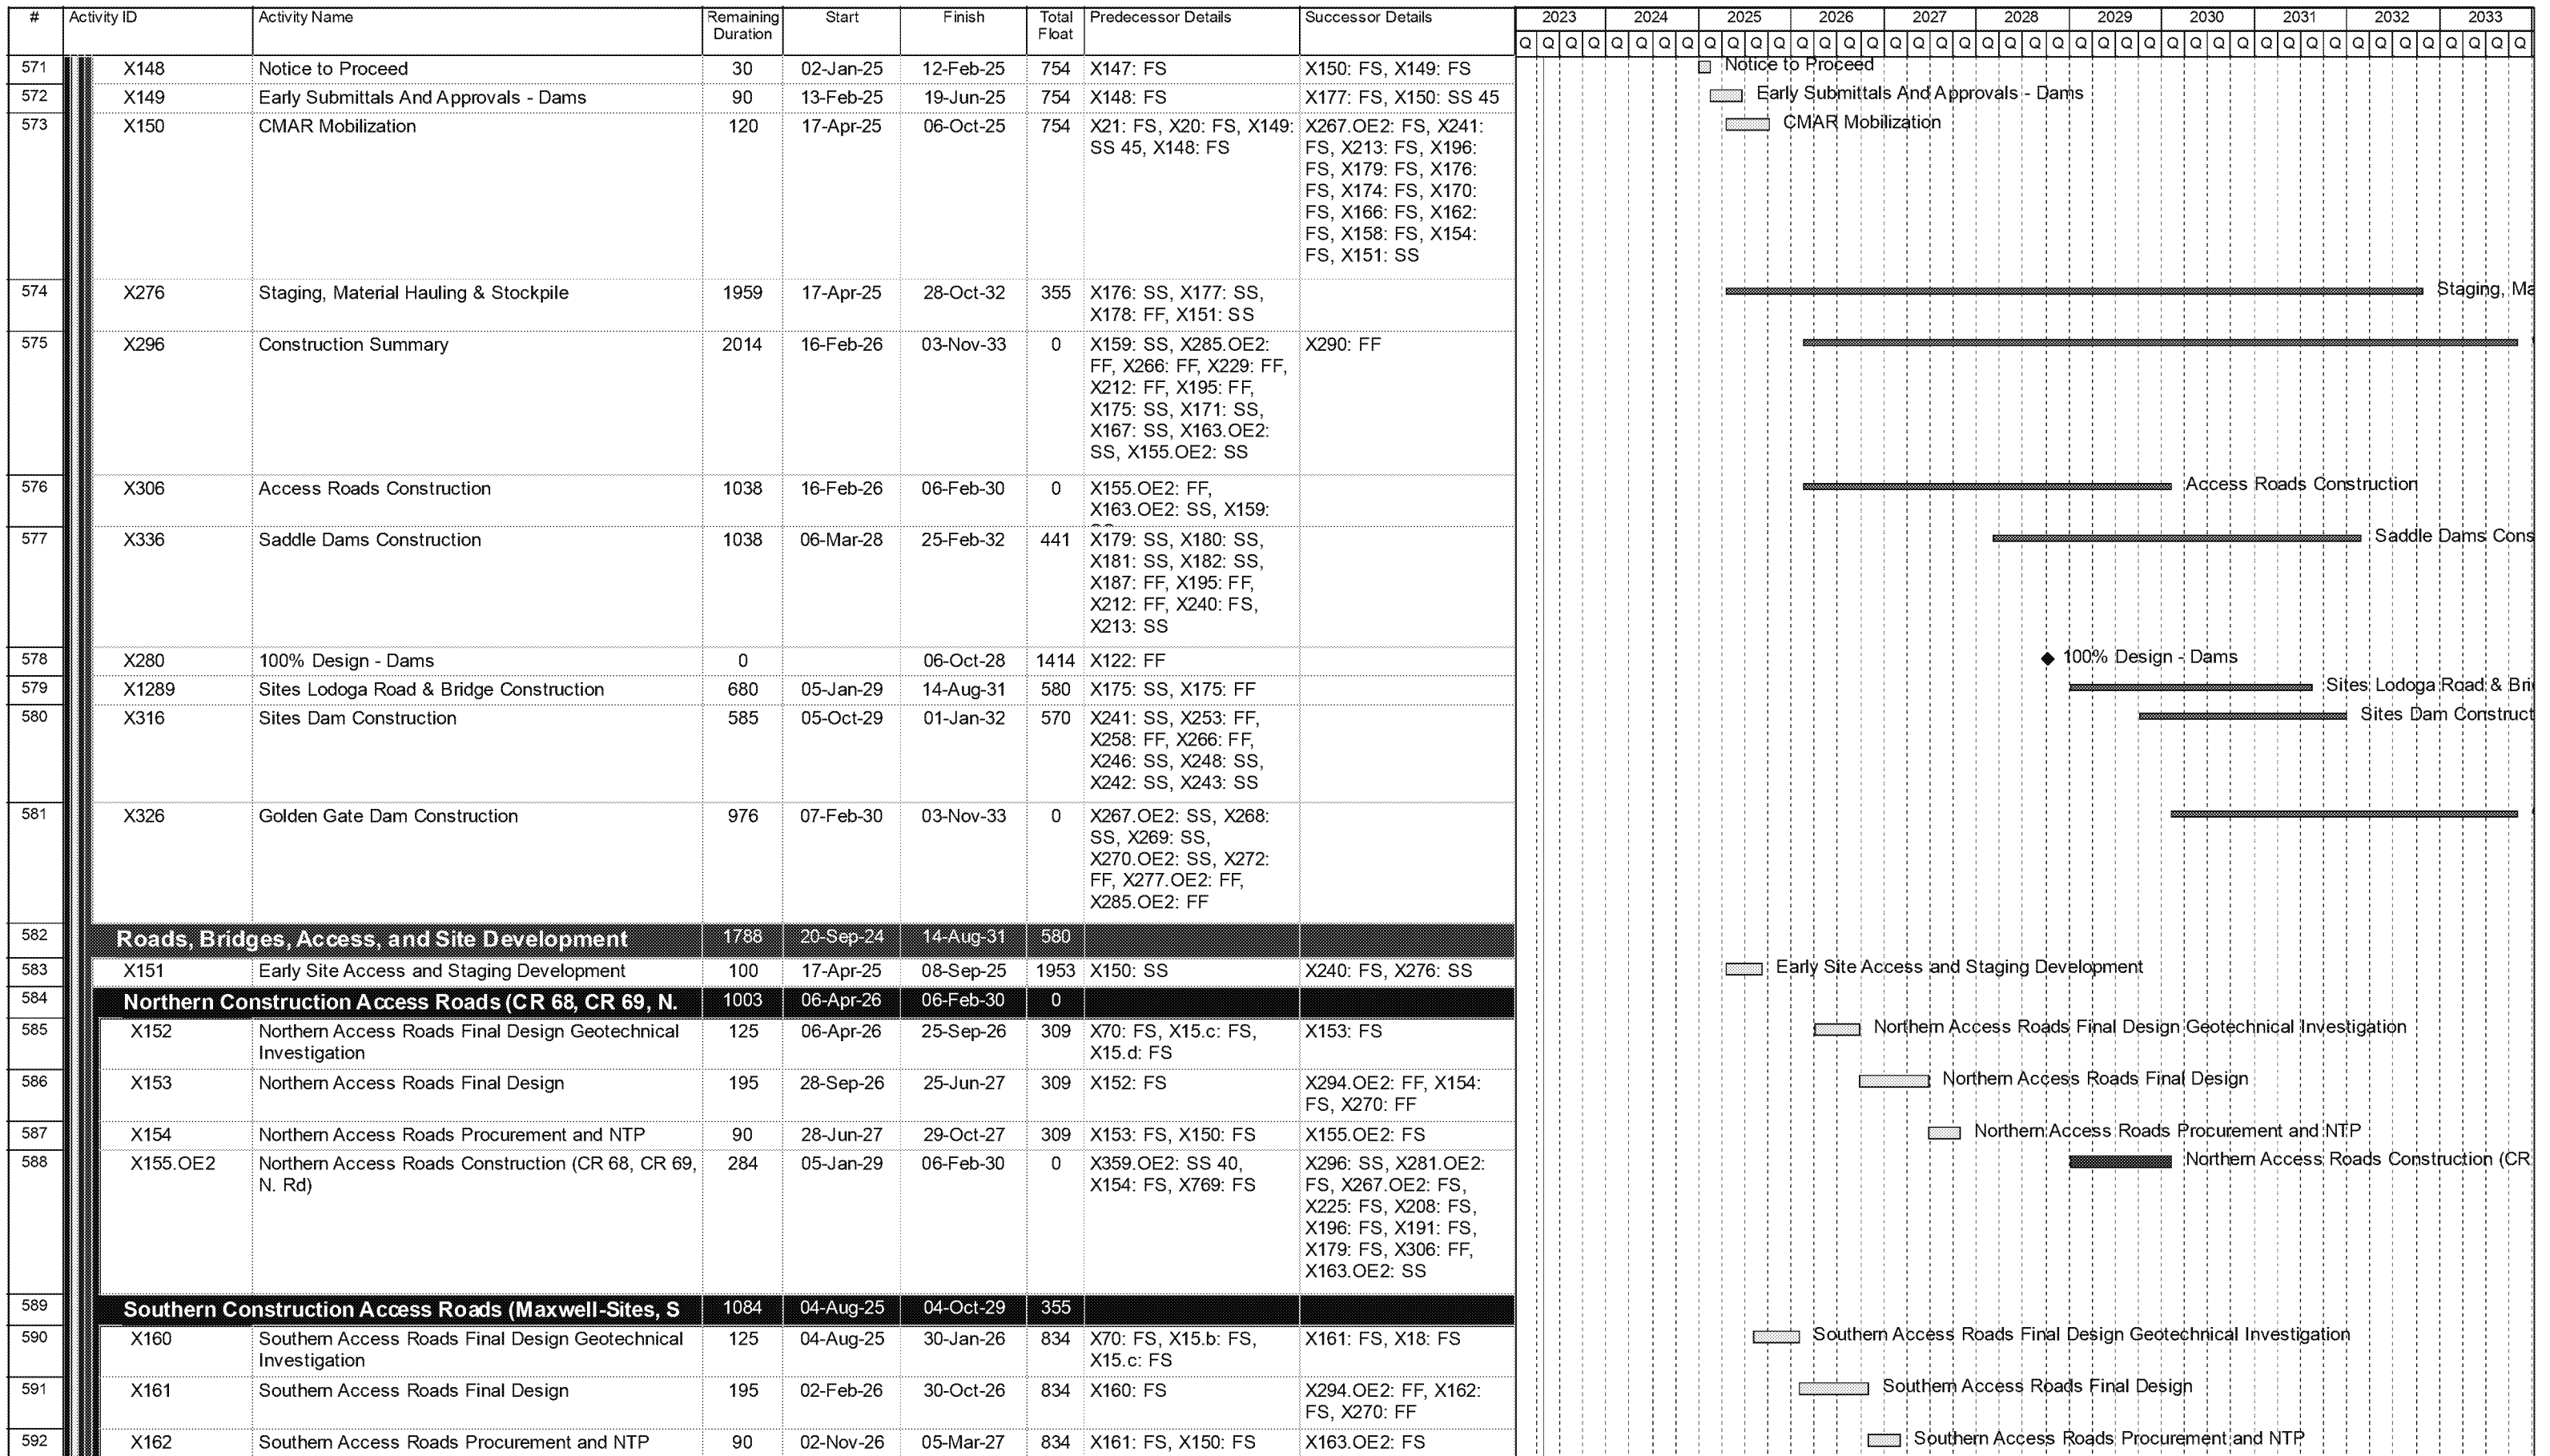 # Activity ID Activity Name Remaining Duration Start Finish Total Float Predecessor Details Successor Details 2023 2024 2025 2026 2027 2028 2029 2030 2031 2032 2033
Q Q Q Q Q Q Q Q Q Q Q Q Q Q Q Q Q Q Q Q Q Q Q Q Q Q Q Q Q Q Q Q Q Q Q Q Q Q Q Q Q Q Q Q
571 X148 Notice to Proceed 30 02-Jan-25 12-Feb-25 754 X147: FS X150: FS, X149: FS Notice to Proceed
572 X149 Early Submittals And Approvals - Dams 90 13-Feb-25 19-Jun-25 754 X148: FS X177: FS, X150: SS 45 Early Submittals And Approvals - Dams
573 X150 CMAR Mobilization 120 17-Apr-25 06-Oct-25 754 X21: FS, X20: FS, X149: X267.OE2: FS, X241: CMAR Mobilization
SS 45, X148: FS FS, X213: FS, X196:
FS, X179: FS, X176:
FS, X174: FS, X170:
FS, X166: FS, X162:
FS, X158: FS, X154:
FS, X151: SS
574 X276 Staging, Material Hauling & Stockpile 1959 17-Apr-25 28-Oct-32 355 X176: SS, X177: SS, Staging, Ma
X178: FF, X151: SS
575 X296 Construction Summary 2014 16-Feb-26 03-Nov-33 0 X159: SS, X285.OE2: X290: FF
FF, X266: FF, X229: FF,
X212: FF, X195: FF,
X175: SS, X171: SS,
X167: SS, X163.OE2:
SS, X155.OE2: SS
576 X306 Access Roads Construction 1038 16-Feb-26 06-Feb-30 0 X155.OE2: FF, Access Roads Construction
X163.OE2: SS, X159:
577 X336 Saddle Dams Construction 1038 06-Mar-28 25-Feb-32 441 X179: SS, X180: SS, Saddle Dams Cons
X181: SS, X182: SS,
X187: FF, X195: FF,
X212: FF, X240: FS,
X213: SS
578 X280 100% Design - Dams 0 06-Oct-28 1414 X122: FF 100% Design - Dams
579 X1289 Sites Lodoga Road & Bridge Construction 680 05-Jan-29 14-Aug-31 580 X175: SS, X175: FF Sites Lodoga Road & Bri
580 X316 Sites Dam Construction 585 05-Oct-29 01-Jan-32 570 X241: SS, X253: FF, Sites Dam Construct
X258: FF, X266: FF,
X246: SS, X248: SS,
X242: SS, X243: SS
581 X326 Golden Gate Dam Construction 976 07-Feb-30 03-Nov-33 0 X267.OE2: SS, X268:
SS, X269: SS,
X270.OE2: SS, X272:
FF, X277.OE2: FF,
X285.OE2: FF
582 Roads, Bridges, Access, and Site Development 1788 20-Sep-24 14-Aug-31 580
583 X151 Early Site Access and Staging Development 100 17-Apr-25 08-Sep-25 1953 X150: SS X240: FS, X276: SS Early Site Access and Staging Development
584 Northern Construction Access Roads (CR 68, CR 69, N. 1003 06-Apr-26 06-Feb-30 0
585 X152 Northern Access Roads Final Design Geotechnical 125 06-Apr-26 25-Sep-26 309 X70: FS, X15.c: FS, X153: FS Northern Access Roads Final Design Geotechnical Investigation
Investigation X15.d: FS
586 X153 Northern Access Roads Final Design 195 28-Sep-26 25-Jun-27 309 X152: FS X294.OE2: FF, X154: Northern Access Roads Final Design
FS, X270: FF
587 X154 Northern Access Roads Procurement and NTP 90 28-Jun-27 29-Oct-27 309 X153: FS, X150: FS X155.OE2: FS Northern Access Roads Procurement and NTP
588 X155.OE2 Northern Access Roads Construction (CR 68, CR 69, 284 05-Jan-29 06-Feb-30 0 X359.OE2: SS 40, X296: SS, X281.OE2: Northern Access Roads Construction (CR
N. Rd) X154: FS, X769: FS FS, X267.OE2: FS,
X225: FS, X208: FS,
X196: FS, X191: FS,
X179: FS, X306: FF,
X163.OE2: SS
589 Southern Construction Access Roads (Maxwell-Sites, S 1084 04-Aug-25 04-Oct-29 355
590 X160 Southern Access Roads Final Design Geotechnical 125 04-Aug-25 30-Jan-26 834 X70: FS, X15.b: FS, X161: FS, X18: FS Southern Access Roads Final Design Geotechnical Investigation
Investigation X15.c: FS
591 X161 Southern Access Roads Final Design 195 02-Feb-26 30-Oct-26 834 X160: FS X294.OE2: FF, X162: Southern Access Roads Final Design
FS, X270: FF
592 X162 Southern Access Roads Procurement and NTP 90 02-Nov-26 05-Mar-27 834 X161: FS, X150: FS X163.OE2: FS Southern Access Roads Procurement and NTP